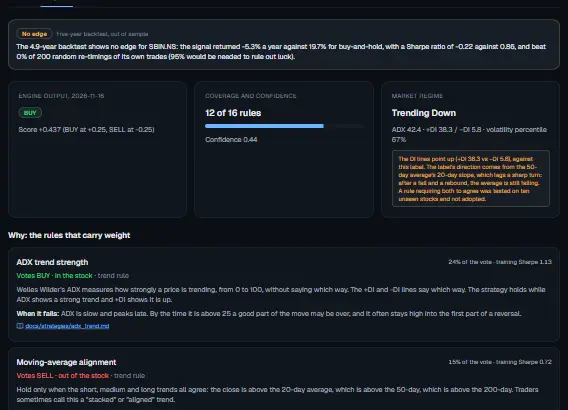 No edge Five-year backtest, out of sample
The 4.9-year backtest shows no edge for SBIN.NS: the signal returned -5.3% a year against 19.7% for buy-and-hold, with a Sharpe ratio of -0.22 against 0.86, and beat
0% of 200 random re-timings of its own trades (95% would be needed to rule out luck).
ENGINE OUTPUT, 2026-11-16
BUY
Score +0.437 (BUY at +0.25, SELL at -0.25)
COVERAGE AND CONFIDENCE
12 of 16 rules
Confidence 0.44
MARKET REGIME
Trending Down
ADX 42.4 · +DI 38.3 / −DI 5.8 · volatility percentile
67%
The DI lines point up (+DI 38.3 vs -DI 5.8), against
this label. The label's direction comes from the 50-
day average's 20-day slope, which lags a sharp turn:
after a fall and a rebound, the average is still falling.
A rule requiring both to agree was tested on ten
unseen stocks and not adopted.
Why: the rules that carry weight
ADX trend strength
24% of the vote · training Sharpe 1.13
Votes BUY · in the stock · trend rule
Welles Wilder's ADX measures how strongly a price is trending, from 0 to 100, without saying which way. The +DI and -DI lines say which way. The strategy holds while
ADX shows a strong trend and +DI shows it is up.
When it fails: ADX is slow and peaks late. By the time it is above 25 a good part of the move may be over, and it often stays high into the first part of a reversal.
docs/strategies/adx_trend.md
Moving-average alignment
15% of the vote · training Sharpe 0.72
Votes SELL · out of the stock · trend rule
Hold only when the short, medium and long trends all agree: the close is above the 20-day average, which is above the 50-day, which is above the 200-day. Traders
sometimes call this a "stacked" or "aligned" trend.